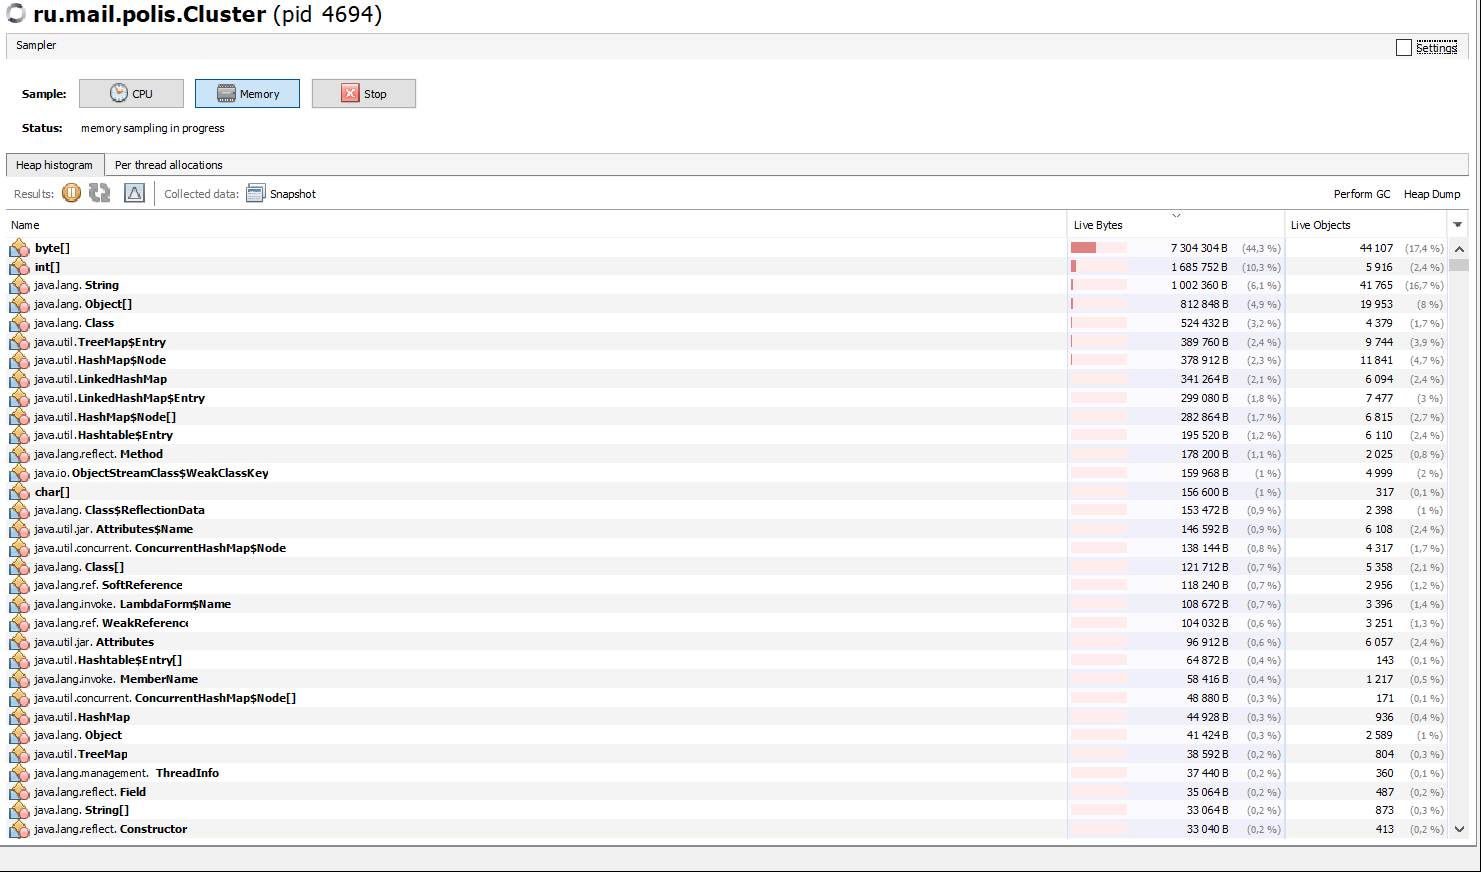 ru.mail.polis.Cluster (pid 4694)
Sampler
Settings
Sample: CPU Memory Stop
Status: memory sampling in progress
Heap histogram Per thread allocations
Results: Collected data: Snapshot Perform GC Heap Dump
Name Live Bytes Live Objects
byte[] 7 304 304 B (44,3 %) 44 107 (17,4 %)
int[] 1 685 752 B (10,3 %) 5 916 (2,4 %)
java.lang.String 1 002 360 B (6,1 %) 41 765 (16,7 %)
java.lang.Object[] 812 848 B (4,9 %) 19 953 (8 %)
java.lang.Class 524 432 B (3,2 %) 4 379 (1,7 %)
java.util.TreeMap$Entry 389 760 B (2,4 %) 9 744 (3,9 %)
java.util.HashMap$Node 378 912 B (2,3 %) 11 841 (4,7 %)
java.util.LinkedHashMap 341 264 B (2,1 %) 6 094 (2,4 %)
java.util.LinkedHashMap$Entry 299 080 B (1,8 %) 7 477 (3 %)
java.util.HashMap$Node[] 282 864 B (1,7 %) 6 815 (2,7 %)
java.util.Hashtable$Entry 195 520 B (1,2 %) 6 110 (2,4 %)
java.lang.reflect.Method 178 200 B (1,1 %) 2 025 (0,8 %)
java.io.ObjectStreamClass$WeakClassKey 159 968 B (1 %) 4 999 (2 %)
char[] 156 600 B (1 %) 317 (0,1 %)
java.lang.Class$ReflectionData 153 472 B (0,9 %) 2 398 (1 %)
java.util.jar.Attributes$Name 146 592 B (0,9 %) 6 108 (2,4 %)
java.util.concurrent.ConcurrentHashMap$Node 138 144 B (0,8 %) 4 317 (1,7 %)
java.lang.Class[] 121 712 B (0,7 %) 5 358 (2,1 %)
java.lang.ref.SoftReference 118 240 B (0,7 %) 2 956 (1,2 %)
java.lang.invoke.LambdaForm$Name 108 672 B (0,7 %) 3 396 (1,4 %)
java.lang.ref.WeakReference 104 032 B (0,6 %) 3 251 (1,3 %)
java.util.jar.Attributes 96 912 B (0,6 %) 6 057 (2,4 %)
java.util.Hashtable$Entry[] 64 872 B (0,4 %) 143 (0,1 %)
java.lang.invoke.MemberName 58 416 B (0,4 %) 1 217 (0,5 %)
java.util.concurrent.ConcurrentHashMap$Node[] 48 880 B (0,3 %) 171 (0,1 %)
java.util.HashMap 44 928 B (0,3 %) 936 (0,4 %)
java.lang.Object 41 424 B (0,3 %) 2 589 (1 %)
java.util.TreeMap 38 592 B (0,2 %) 804 (0,3 %)
java.lang.management.ThreadInfo 37 440 B (0,2 %) 360 (0,1 %)
java.lang.reflect.Field 35 064 B (0,2 %) 487 (0,2 %)
java.lang.String[] 33 064 B (0,2 %) 873 (0,3 %)
java.lang.reflect.Constructor 33 040 B (0,2 %) 413 (0,2 %)